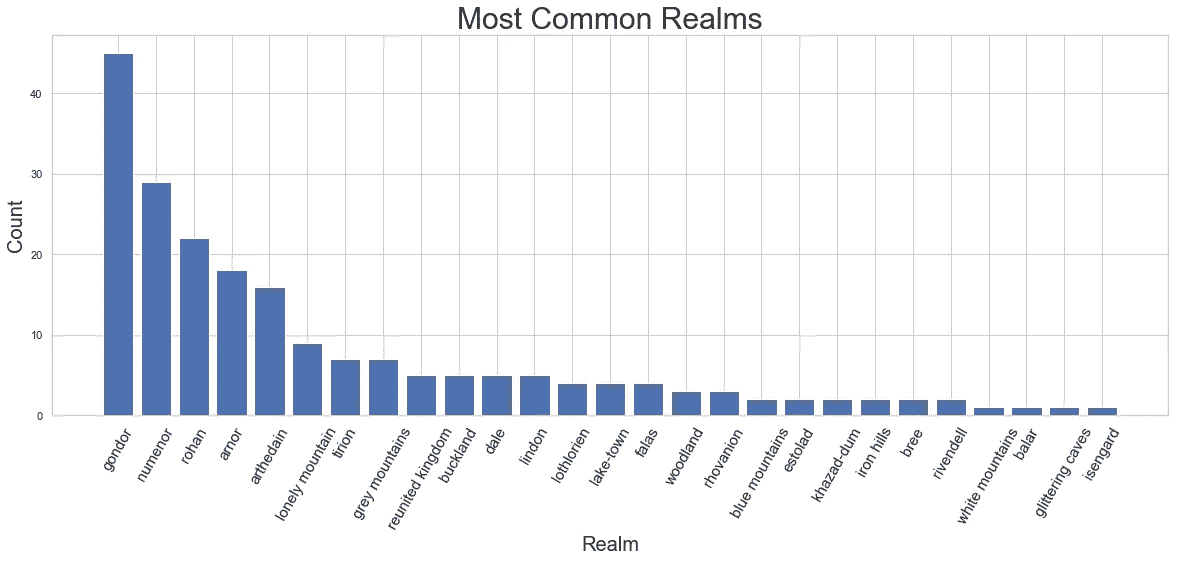 Most Common Realms
Count
40
30
20
10
0
gondor
numenor
rohan
arnor
arthedain
lonely mountain
tirion
grey mountains
reunited kingdom
buckland
dale
lindon
lothlorien
lake-town
falas
woodland
rhovanion
blue mountains
estolad
khazad-dum
iron hills
bree
rivendell
white mountains
balar
glittering caves
isengard
Realm